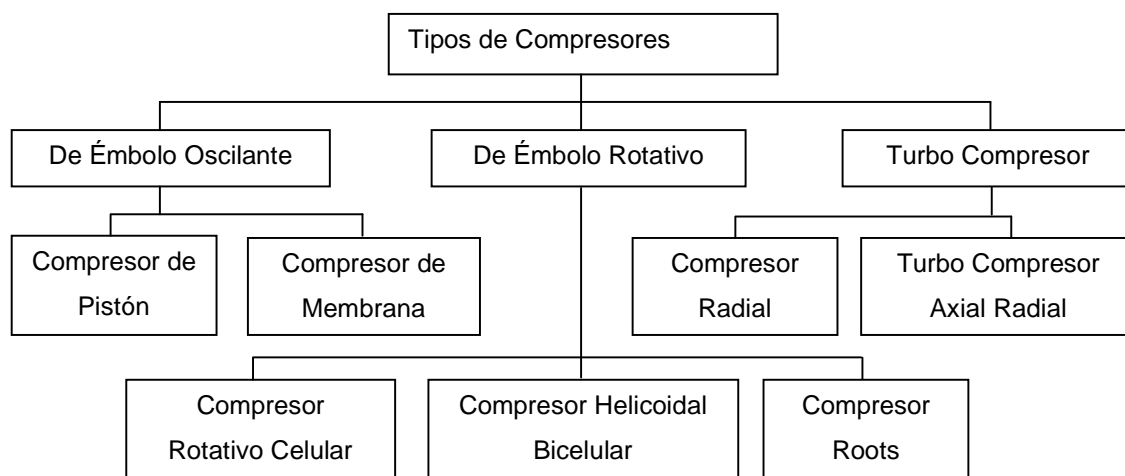 Tipos de Compresores
De Émbolo Oscilante
De Émbolo Rotativo
Turbo Compresor
Compresor de
Pistón
Compresor de
Membrana
Compresor
Radial
Turbo Compresor
Axial Radial
Compresor
Rotativo Celular
Compresor Helicoidal
Bicelular
Compresor
Roots